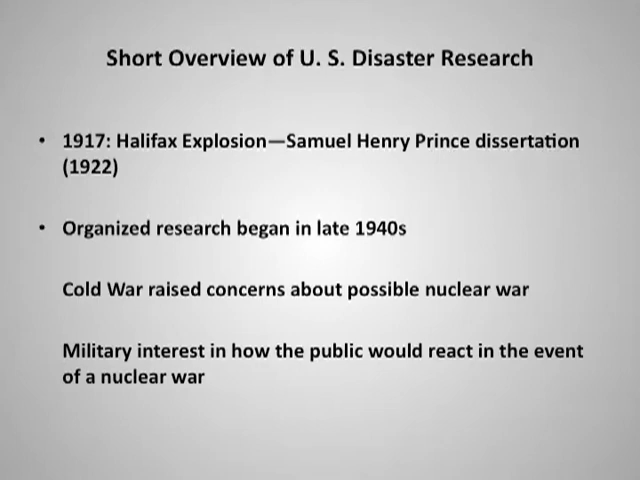 Short Overview of U. S. Disaster Research
• 1917: Halifax Explosion—Samuel Henry Prince dissertation
(1922)
• Organized research began in late 1940s
Cold War raised concerns about possible nuclear war
Military interest in how the public would react in the event
of a nuclear war